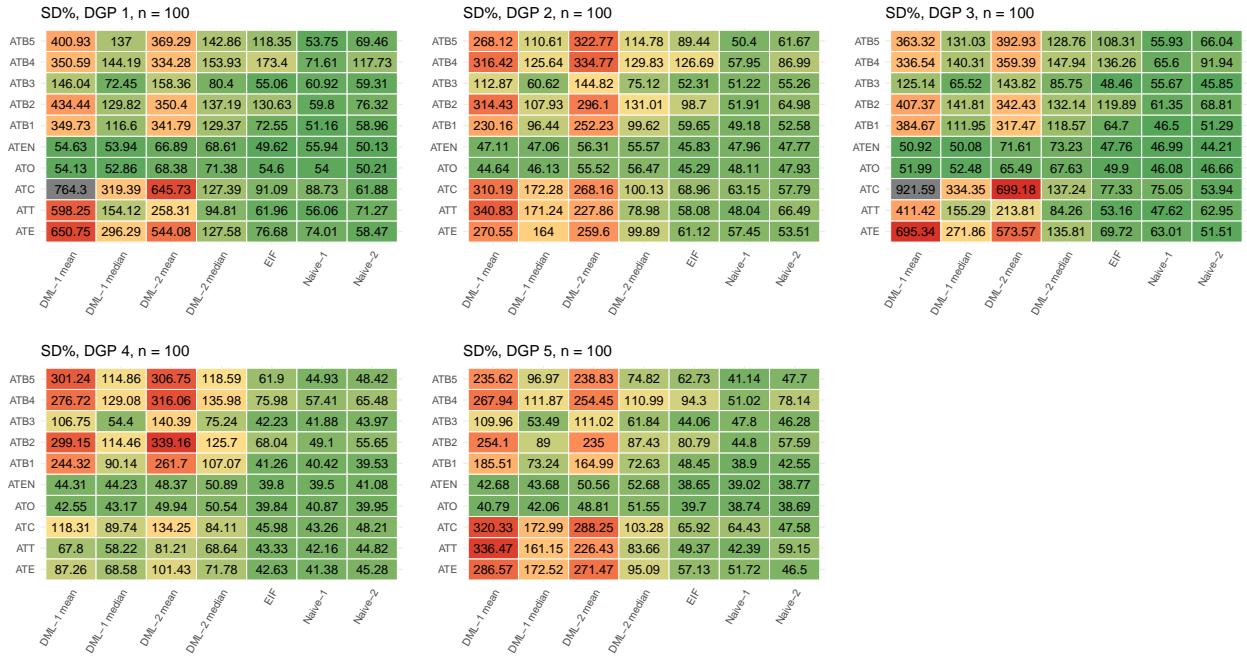 SD%, DGP 1, n = 100
ATB5 400.93 137 369.29 142.86 118.35 53.75 69.46
ATB4 350.59 144.19 334.28 153.93 173.4 71.61 117.73
ATB3 146.04 72.45 158.36 80.4 55.06 60.92 59.31
ATB2 434.44 129.82 350.4 137.19 130.63 59.8 76.32
ATB1 349.73 116.6 341.79 129.37 72.55 51.16 58.96
ATEN 54.63 53.94 66.89 68.61 49.62 55.94 50.13
ATO 54.13 52.86 68.38 71.38 54.6 54 50.21
ATC 764.3 319.39 645.73 127.39 91.09 88.73 61.88
ATT 598.25 154.12 258.31 94.81 61.96 56.06 71.27
ATE 650.75 296.29 544.08 127.58 76.68 74.01 58.47
DML−1 mean DML−1 median DML−2 mean DML−2 median EIF Naive−1 Naive−2
SD%, DGP 2, n = 100
ATB5 268.12 110.61 322.77 114.78 89.44 50.4 61.67
ATB4 316.42 125.64 334.77 129.83 126.69 57.95 86.99
ATB3 112.87 60.62 144.82 75.12 52.31 51.22 55.26
ATB2 314.43 107.93 296.1 131.01 98.7 51.91 64.98
ATB1 230.16 96.44 252.23 99.62 59.65 49.18 52.58
ATEN 47.11 47.06 56.31 55.57 45.83 47.96 47.77
ATO 44.64 46.13 55.52 56.47 45.29 48.11 47.93
ATC 310.19 172.28 268.16 100.13 68.96 63.15 57.79
ATT 340.83 171.24 227.86 78.98 58.08 48.04 66.49
ATE 270.55 164 259.6 99.89 61.12 57.45 53.51
DML−1 mean DML−1 median DML−2 mean DML−2 median EIF Naive−1 Naive−2
SD%, DGP 3, n = 100
ATB5 363.32 131.03 392.93 128.76 108.31 55.93 66.04
ATB4 336.54 140.31 359.39 147.94 136.26 65.6 91.94
ATB3 125.14 65.52 143.82 85.75 48.46 55.67 45.85
ATB2 407.37 141.81 342.43 132.14 119.89 61.35 68.81
ATB1 384.67 111.95 317.47 118.57 64.7 46.5 51.29
ATEN 50.92 50.08 71.61 73.23 47.76 46.99 44.21
ATO 51.99 52.48 65.49 67.63 49.9 46.08 46.66
ATC 921.59 334.35 699.18 137.24 77.33 75.05 53.94
ATT 411.42 155.29 213.81 84.26 53.16 47.62 62.95
ATE 695.34 271.86 573.57 135.81 69.72 63.01 51.51
DML−1 mean DML−1 median DML−2 mean DML−2 median EIF Naive−1 Naive−2
SD%, DGP 4, n = 100
ATB5 301.24 114.86 306.75 118.59 61.9 44.93 48.42
ATB4 276.72 129.08 316.06 135.98 75.98 57.41 65.48
ATB3 106.75 54.4 140.39 75.24 42.23 41.88 43.97
ATB2 299.15 114.46 339.16 125.7 68.04 49.1 55.65
ATB1 244.32 90.14 261.7 107.07 41.26 40.42 39.53
ATEN 44.31 44.23 48.37 50.89 39.8 39.5 41.08
ATO 42.55 43.17 49.94 50.54 39.84 40.87 39.95
ATC 118.31 89.74 134.25 84.11 45.98 43.26 48.21
ATT 67.8 58.22 81.21 68.64 43.33 42.16 44.82
ATE 87.26 68.58 101.43 71.78 42.63 41.38 45.28
DML−1 mean DML−1 median DML−2 mean DML−2 median EIF Naive−1 Naive−2
SD%, DGP 5, n = 100
ATB5 235.62 96.97 238.83 74.82 62.73 41.14 47.7
ATB4 267.94 111.87 254.45 110.99 94.3 51.02 78.14
ATB3 109.96 53.49 111.02 61.84 44.06 47.8 46.28
ATB2 254.1 89 235 87.43 80.79 44.8 57.59
ATB1 185.51 73.24 164.99 72.63 48.45 38.9 42.55
ATEN 42.68 43.68 50.56 52.68 38.65 39.02 38.77
ATO 40.79 42.06 48.81 51.55 39.7 38.74 38.69
ATC 320.33 172.99 288.25 103.28 65.92 64.43 47.58
ATT 336.47 161.15 226.43 83.66 49.37 42.39 59.15
ATE 286.57 172.52 271.47 95.09 57.13 51.72 46.5
DML−1 mean DML−1 median DML−2 mean DML−2 median EIF Naive−1 Naive−2